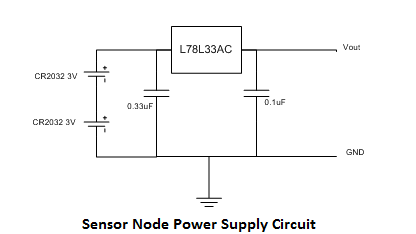 L78L33AC
Vout
CR2032 3V
0.33uF
0.1uF
CR2032 3V
GND
Sensor Node Power Supply Circuit